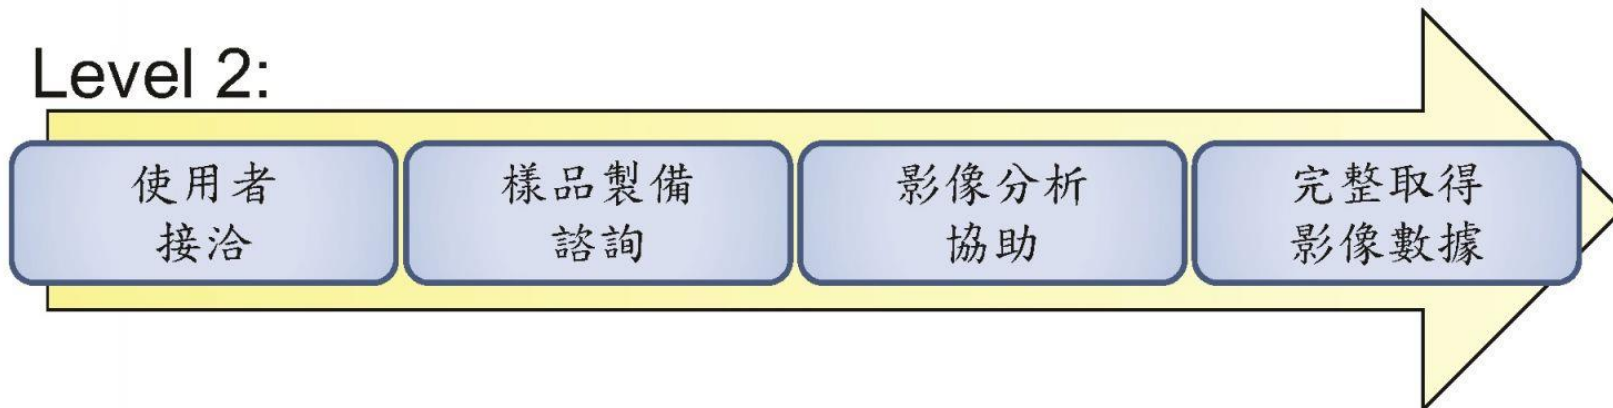 Level 2:
使用者
接洽
樣品製備
諮詢
影像分析
協助
完整取得
影像數據